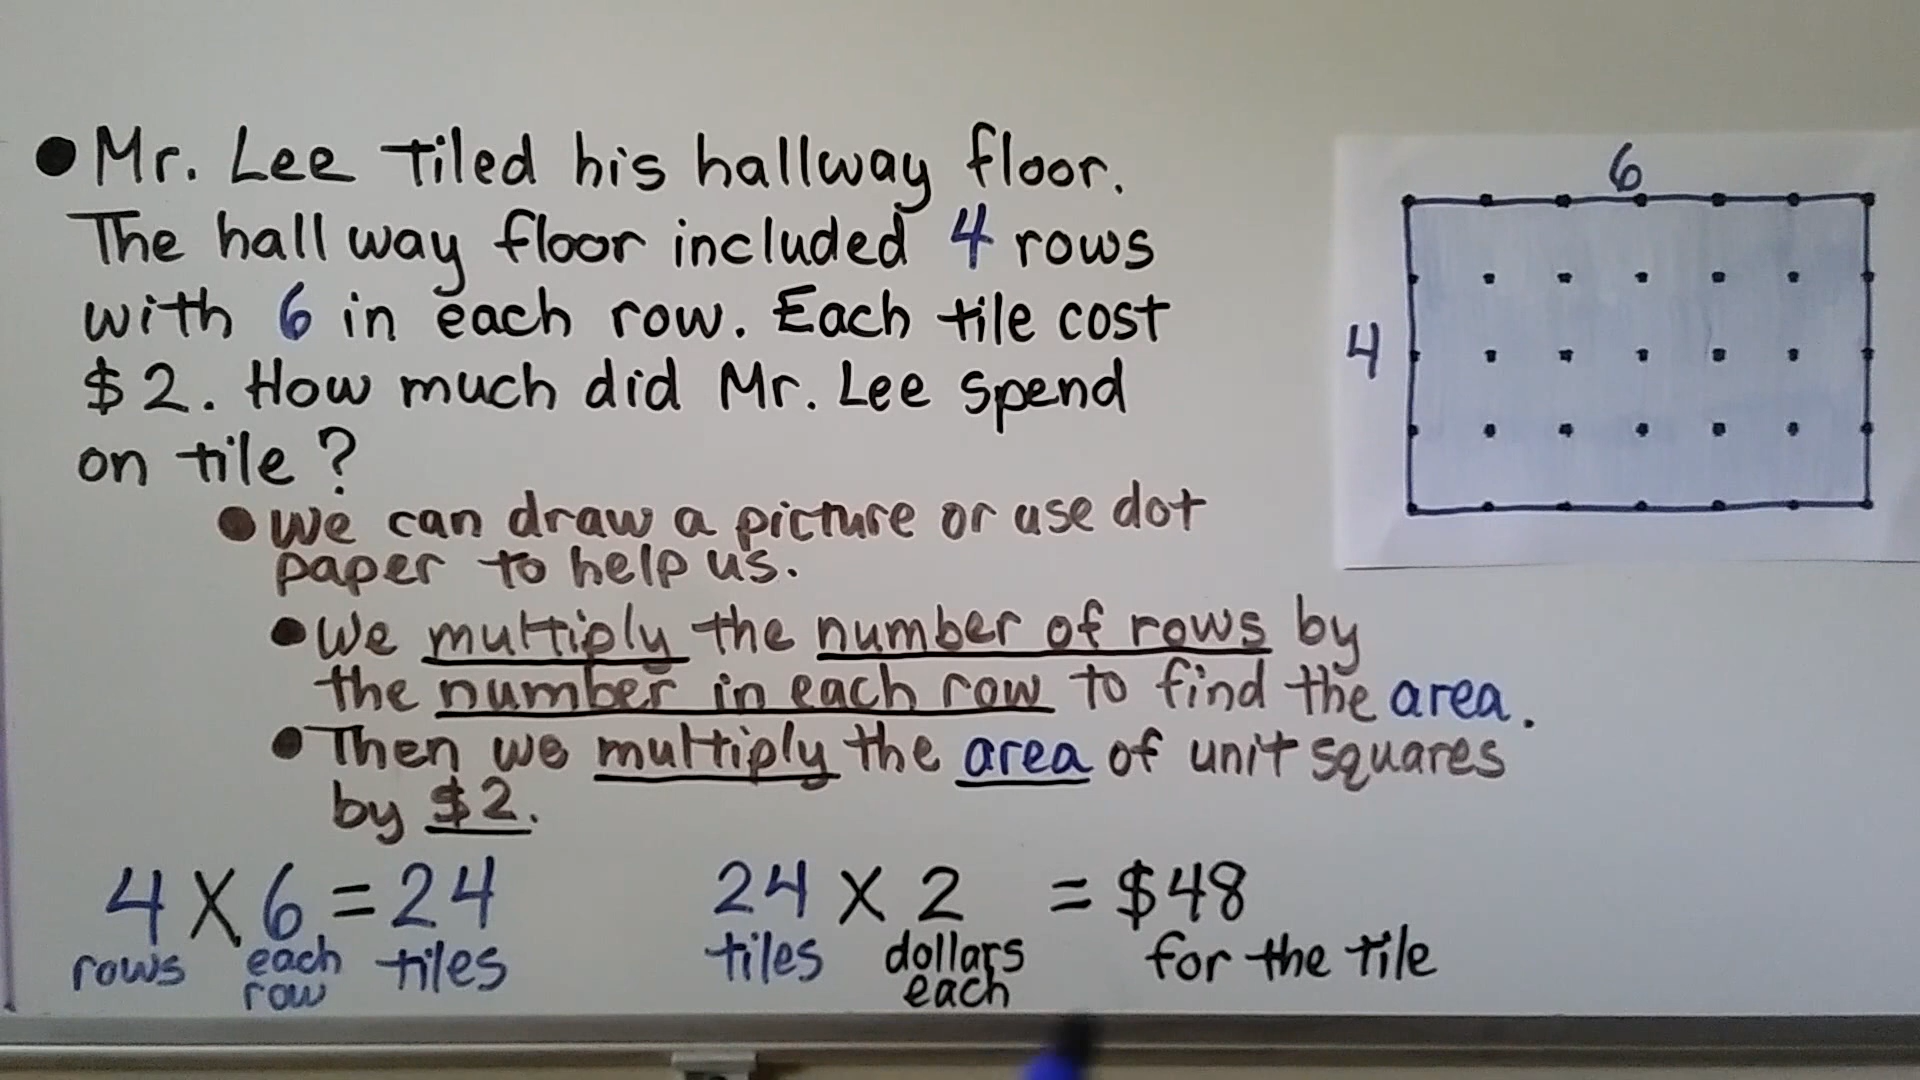 ● Mr. Lee tiled his hallway floor.
The hallway floor included 4 rows
with 6 in each row. Each tile cost
$2. How much did Mr. Lee spend
on tile?
● We can draw a picture or use dot
paper to help us.
● We multiply the number of rows by
the number in each row to find the area.
● Then we multiply the area of unit squares
by $2.
4 X 6 = 24
rows each tiles
row
24 X 2 = $48
tiles dollars for the tile
each
6
4